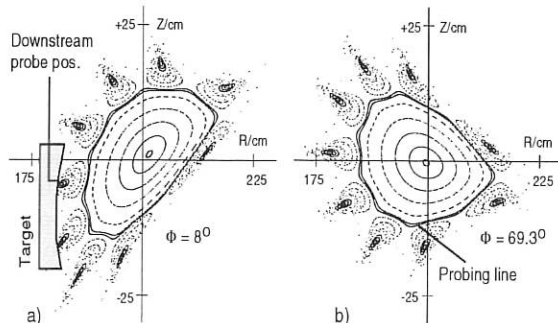 +25 Z/cm
Downstream
probe pos.
R/cm
175
225
Target
Φ = 8⁰
-25
a)
+25 Z/cm
R/cm
175
225
Φ = 69.3⁰
Probing line
-25
b)